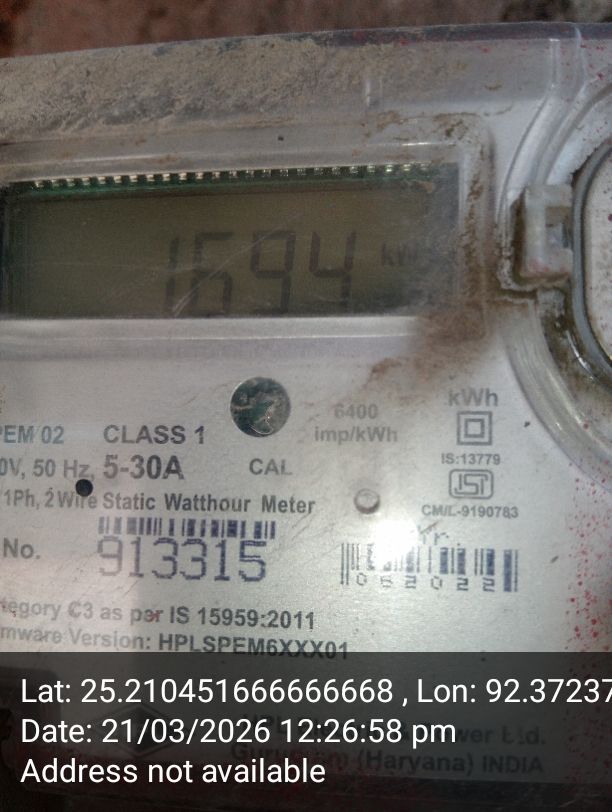 1694 kW
kWh
6400
imp/kWh
PEM 02 CLASS 1
0V, 50 Hz, 5-30A CAL
IS:13779
1Ph, 2 Wire Static Watthour Meter
CM/L-9190783
No. 913315
Yr.
062022
tegory C3 as per IS 15959:2011
mware Version: HPLSPEM6XXX01
Lat: 25.210451666666668 , Lon: 92.37237
Date: 21/03/2026 12:26:58 pm
Ltd.
(Haryana) INDIA
Address not available